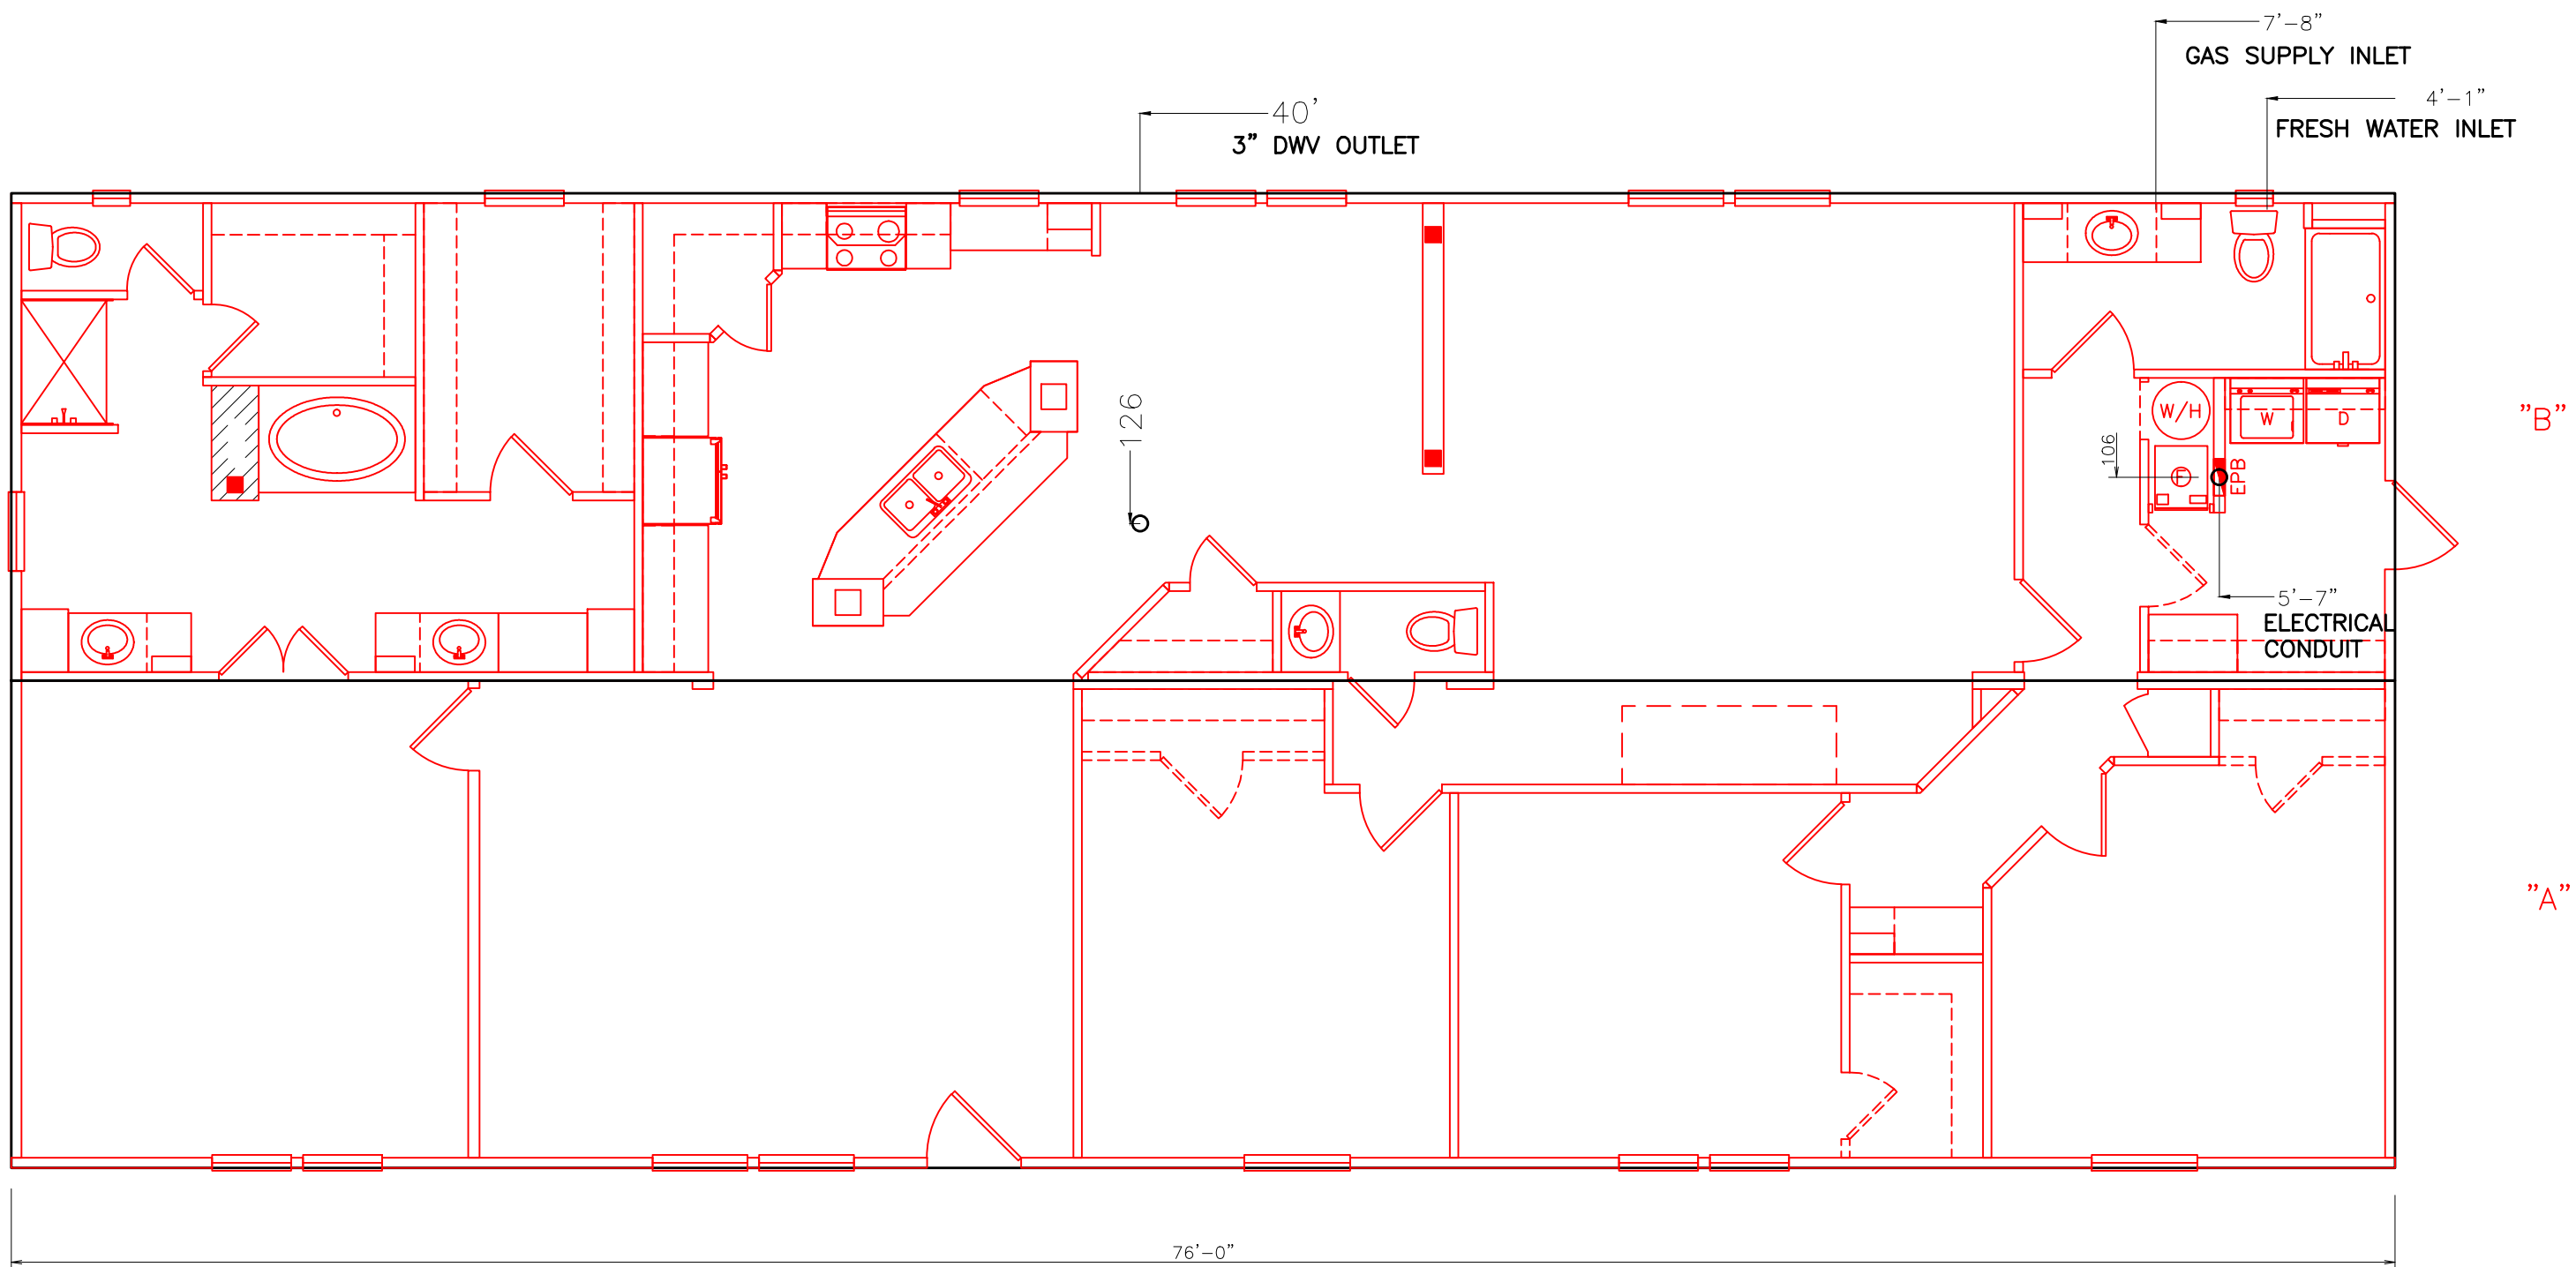 7'-8"
GAS SUPPLY INLET
4'-1"
FRESH WATER INLET
40'
3" DWV OUTLET
126
W/H
W
D
"B"
106
F
EPB
5'-7"
ELECTRICAL
CONDUIT
"A"
76'-0"